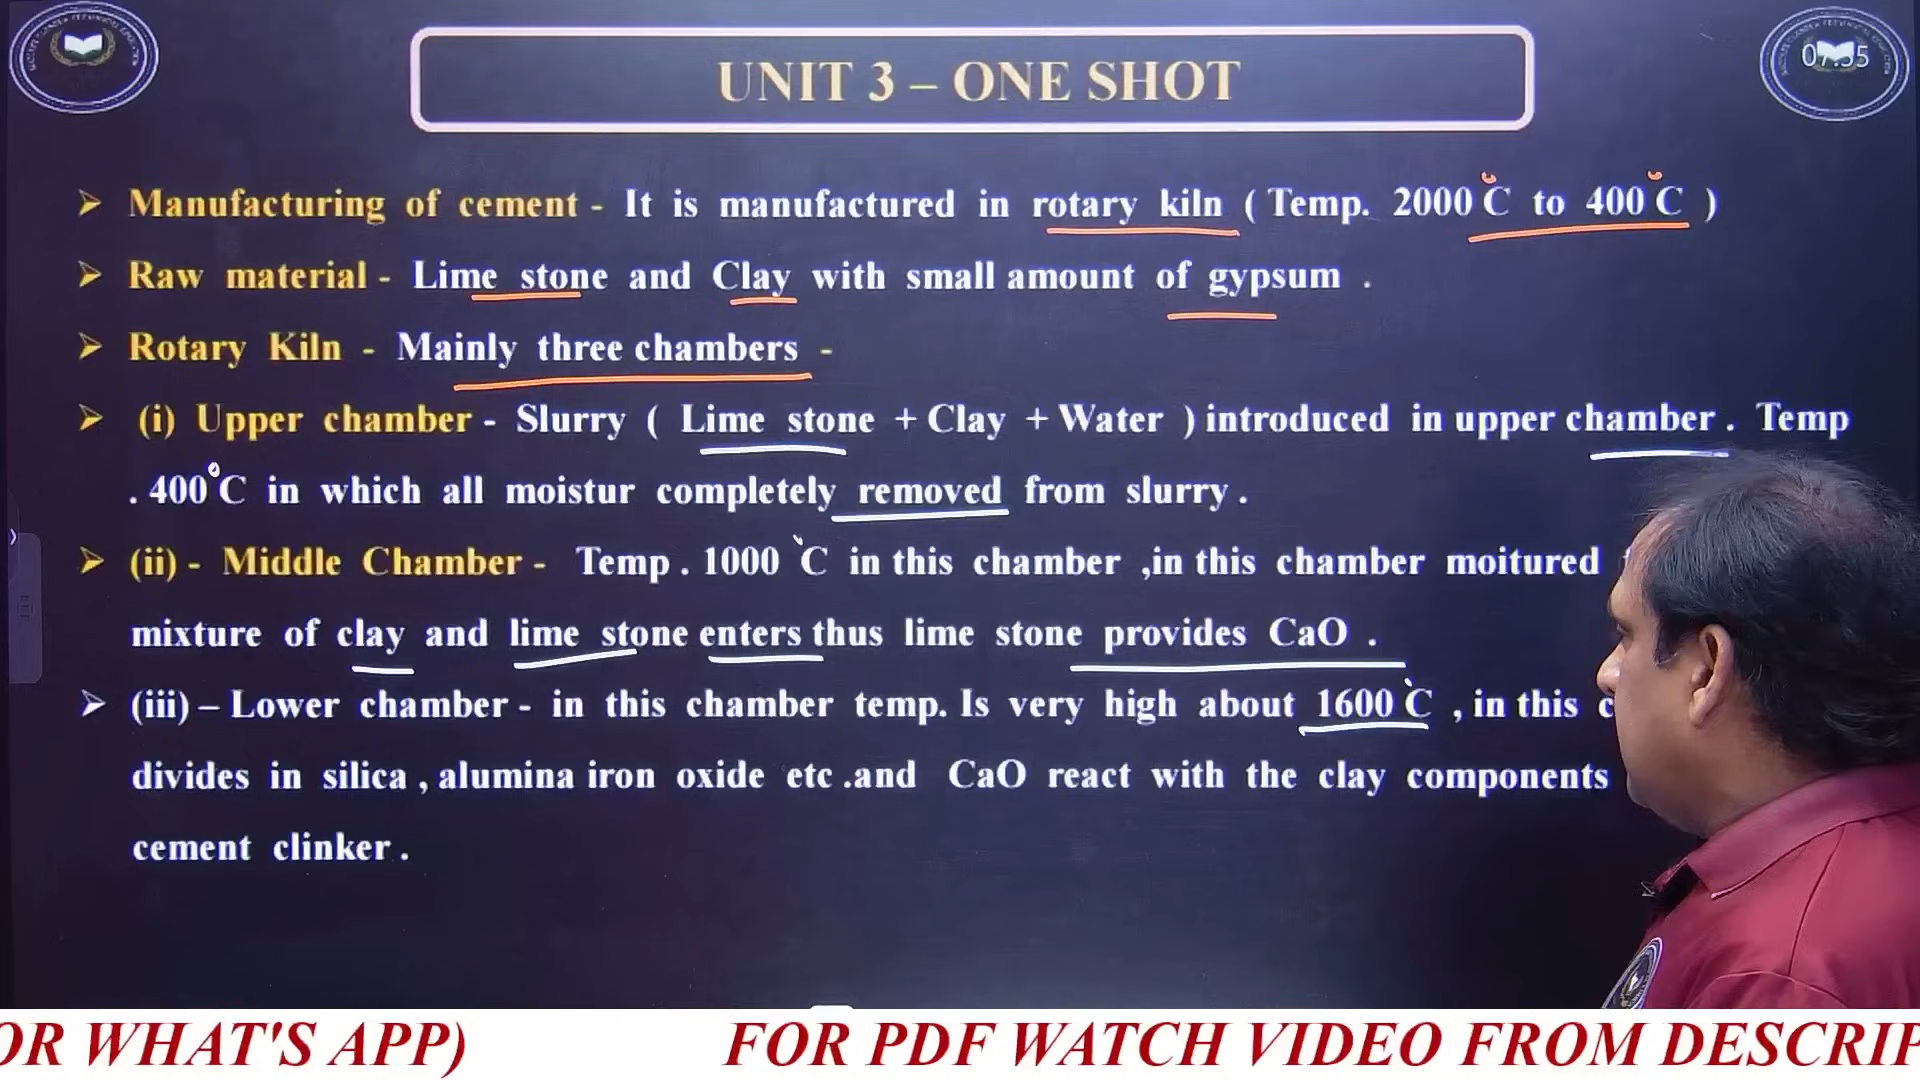 07:35
UNIT 3 – ONE SHOT
Manufacturing of cement - It is manufactured in rotary kiln ( Temp. 2000°C to 400°C )
Raw material - Lime stone and Clay with small amount of gypsum .
Rotary Kiln - Mainly three chambers -
(i) Upper chamber - Slurry ( Lime stone + Clay + Water ) introduced in upper chamber . Temp
. 400°C in which all moistur completely removed from slurry .
(ii) - Middle Chamber - Temp . 1000 °C in this chamber ,in this chamber moitured
mixture of clay and lime stone enters thus lime stone provides CaO .
(iii) – Lower chamber - in this chamber temp. Is very high about 1600°C , in this
divides in silica , alumina iron oxide etc .and CaO react with the clay components
cement clinker .
OR WHAT'S APP) FOR PDF WATCH VIDEO FROM DESCRIP